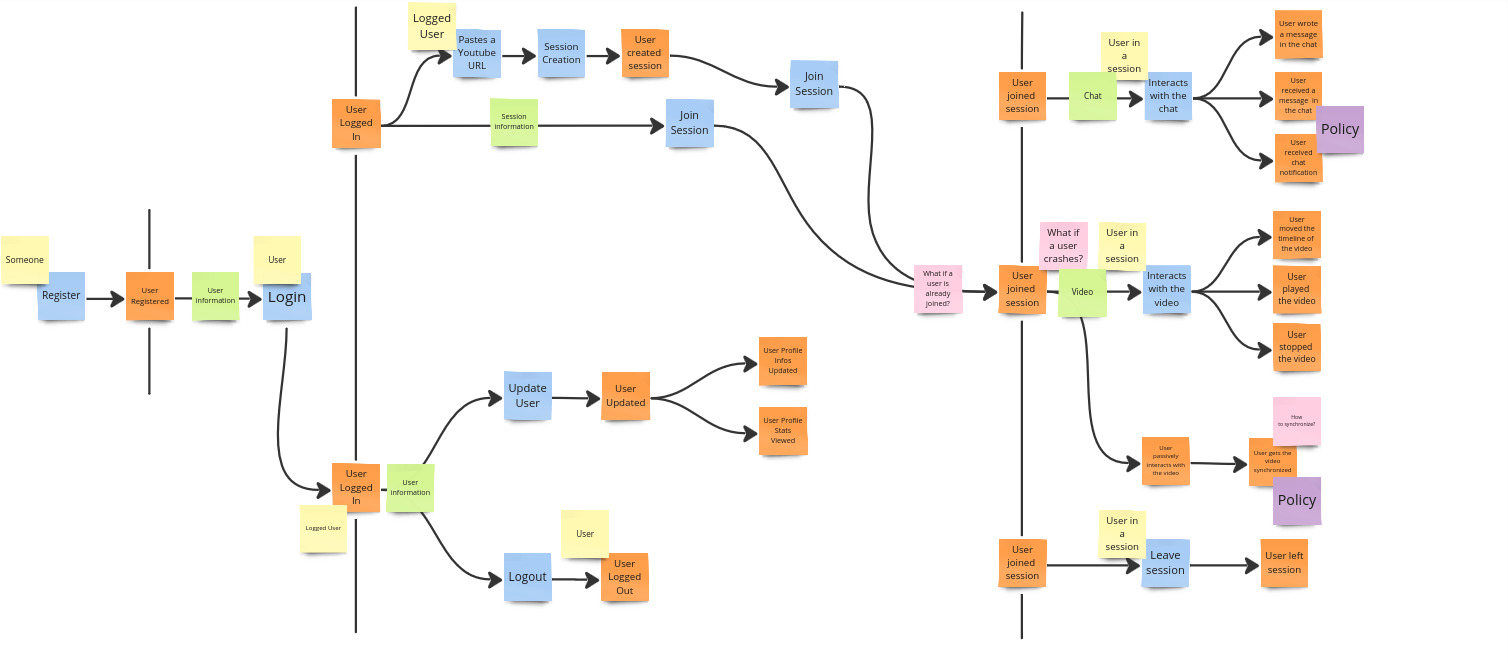 Someone
Register
User
Registered
User
information
User
Login
Logged
User
Pastes a
Youtube
URL
Session
Creation
User
created
session
Join
Session
User
Logged
In
Session
information
Join
Session
User
Logged
In
Logged User
User
information
Update
User
User
Updated
User Profile
Infos
Updated
User Profile
Stats
Viewed
Logout
User
User
Logged
Out
What if a
user is
already
joined?
User
joined
session
Chat
User in
a
session
Interacts
with the
chat
User wrote
a message
in the chat
User
received a
message in
the chat
Policy
User
received
chat
notification
User
joined
session
What if
a user
crashes?
Video
User in
a
session
Interacts
with the
video
User
moved the
timeline of
the video
User
played
the video
User
stopped
the video
User
passively
interacts with
the video
How
to synchronize?
User gets the
video
synchronized
Policy
User
joined
session
User in
a
session
Leave
session
User left
session